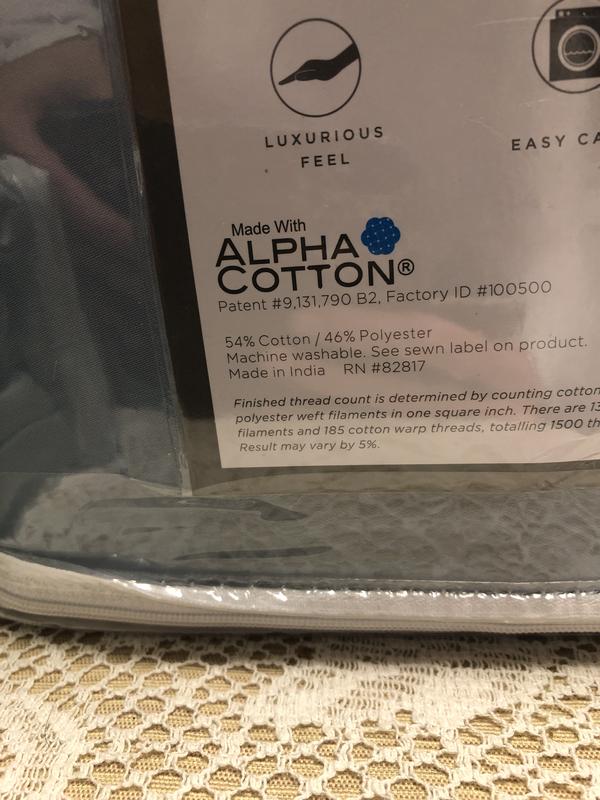 LUXURIOUS
FEEL
EASY
Made With
ALPHA
COTTON®
Patent #9,131,790 B2, Factory ID #100500
54% Cotton / 46% Polyester
Machine washable. See sewn label on product.
Made in India RN #82817
Finished thread count is determined by counting cotton
polyester weft filaments in one square inch. There are
filaments and 185 cotton warp threads, totalling 1500
Result may vary by 5%.